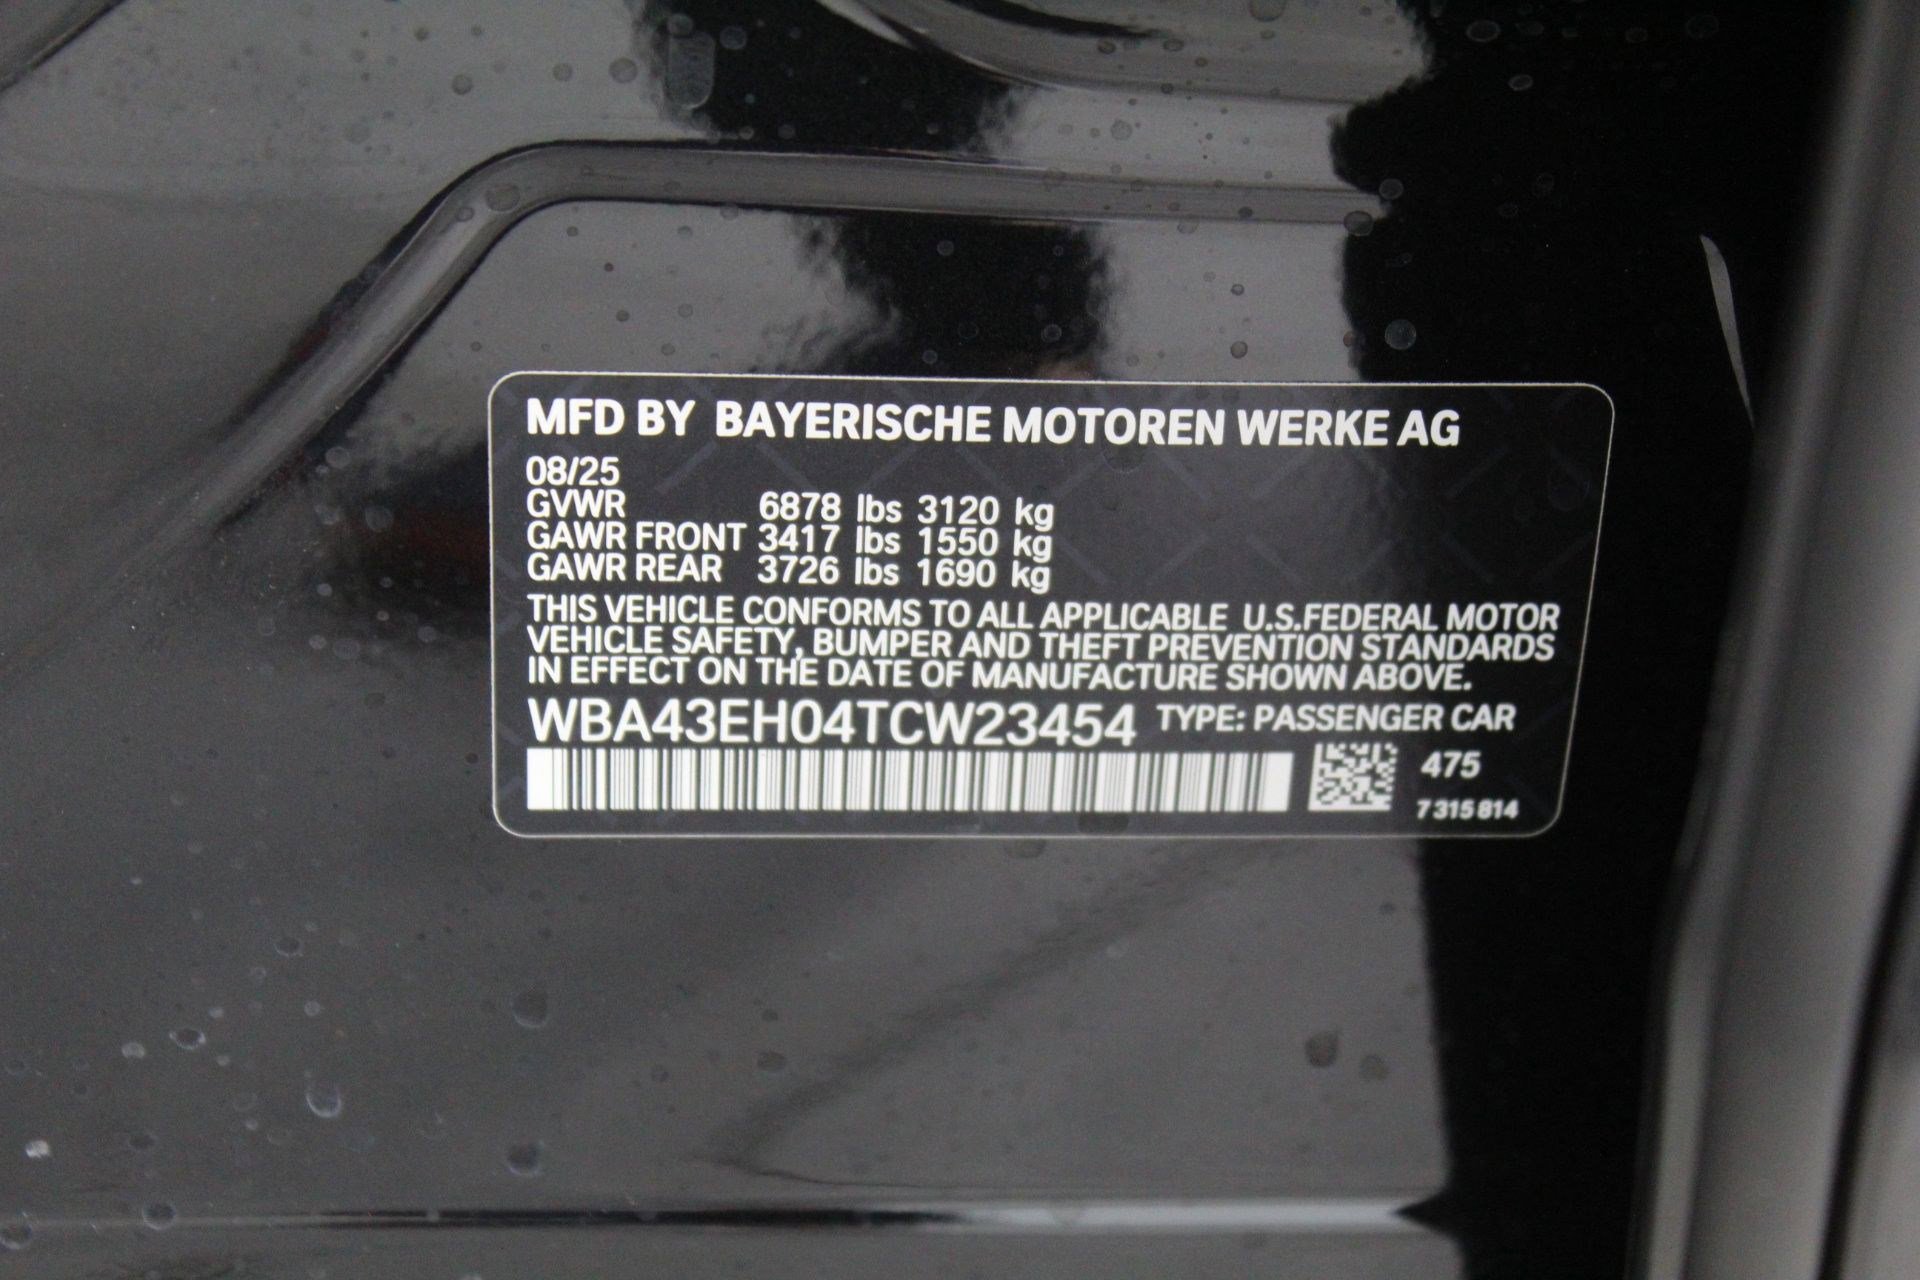 MFD BY BAYERISCHE MOTOREN WERKE AG
08/25
GVWR 6878 lbs 3120 kg
GAWR FRONT 3417 lbs 1550 kg
GAWR REAR 3726 lbs 1690 kg
THIS VEHICLE CONFORMS TO ALL APPLICABLE U.S.FEDERAL MOTOR
VEHICLE SAFETY, BUMPER AND THEFT PREVENTION STANDARDS
IN EFFECT ON THE DATE OF MANUFACTURE SHOWN ABOVE.
WBA43EH04TCW23454 TYPE: PASSENGER CAR
475
7 315 814